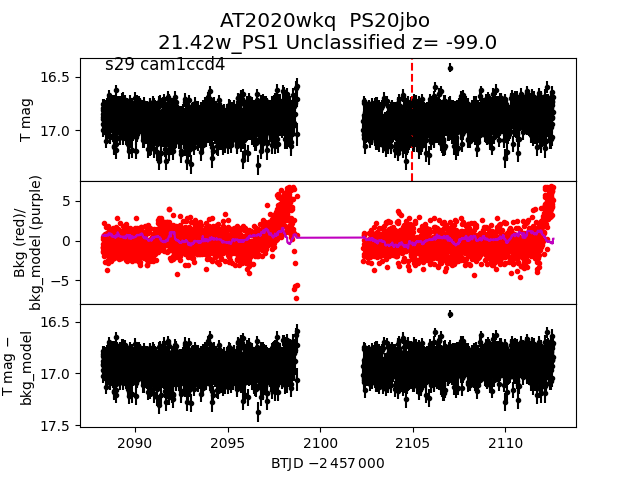 AT2020wkq PS20jbo
21.42w_PS1 Unclassified z= -99.0
s29 cam1ccd4
16.5
17.0
T mag
5
0
−5
Bkg (red)/
bkg_model (purple)
16.5
17.0
17.5
T mag −
bkg_model
2090
2095
2100
2105
2110
BTJD −2 457 000